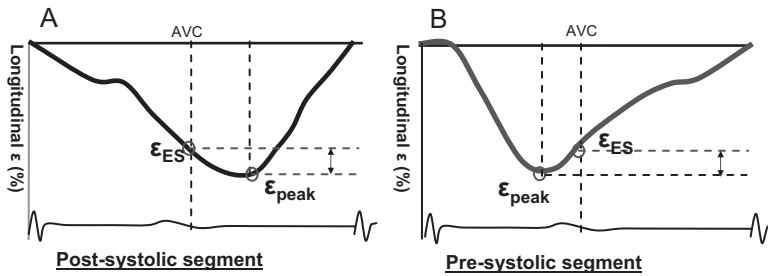 A
AVC
Longitudinal ε (%)
εES
εpeak
Post-systolic segment
B
AVC
Longitudinal ε (%)
εES
εpeak
Pre-systolic segment